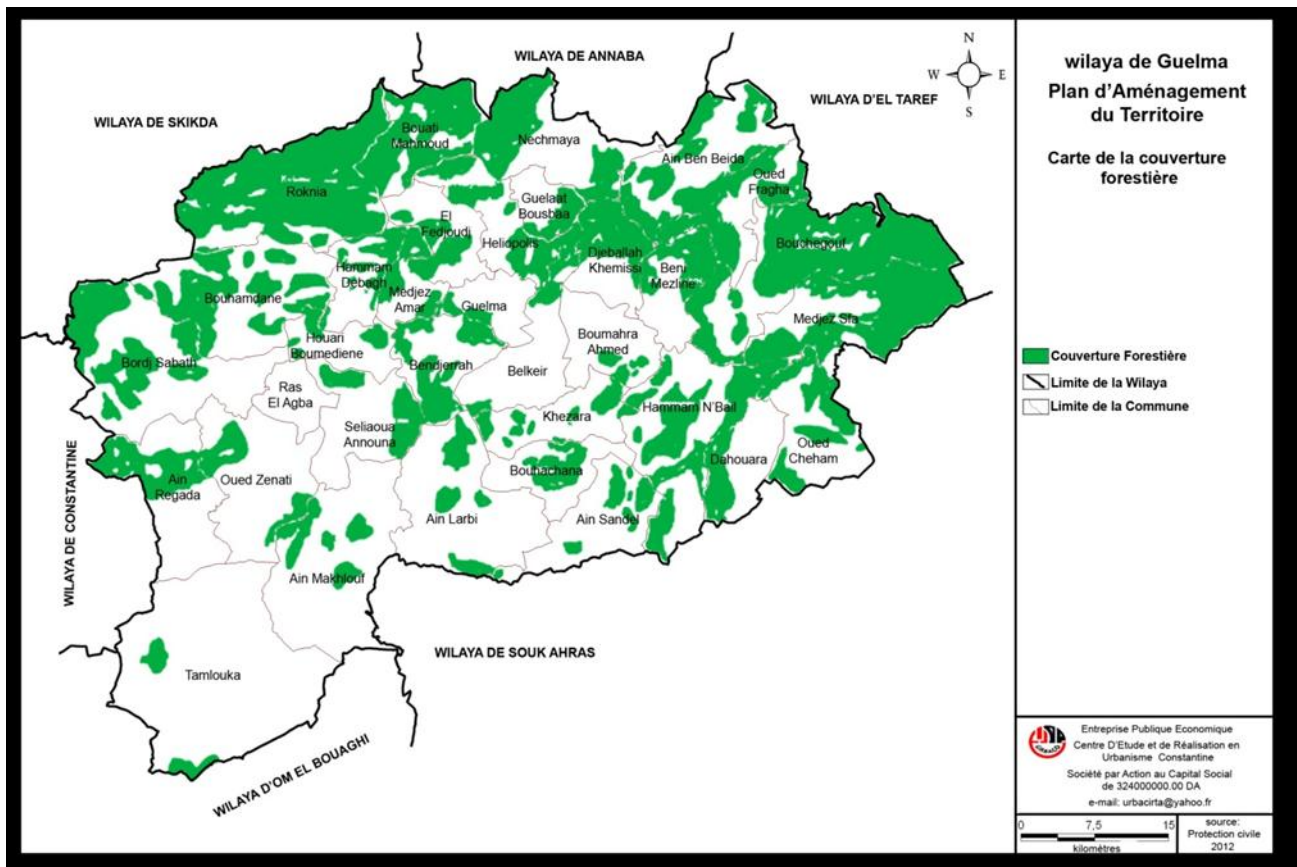 WILAYA DE ANNABA
N
W
E
S
WILAYA D'EL TAREF
WILAYA DE SKIKDA
Bouati
Mahmoud
Nechmaya
Ain Ben Beida
Oued
Fragha
Roknia
Guelaat
Bousbaa
El
Fedjoudj
Heliopolis
Djeballah
Khemissi
Bouchegouf
Hammam
Debagh
Beni
Mezline
Bouhamdane
Medjez
Amar
Guelma
Medjez Sfa
Houari
Boumediene
Boumahra
Ahmed
Bordj Sabath
Bendjerrah
Belkeir
Ras
El Agba
Khezara
Hammam N'Bail
Seliaoua
Announa
Oued
Cheham
Dahouara
Bouhachana
Ain
Regada
Oued Zenati
Ain Larbi
Ain Sandel
WILAYA DE CONSTANTINE
Ain Makhlouf
WILAYA DE SOUK AHRAS
Tamlouka
WILAYA D'OM EL BOUAGHI
wilaya de Guelma
Plan d'Aménagement
du Territoire
Carte de la couverture
forestière
Couverture Forestière
Limite de la Wilaya
Limite de la Commune
Entreprise Publique Economique
Centre D'Etude et de Réalisation en
Urbanisme Constantine
Société par Action au Capital Social
de 324000000.00 DA
e-mail: urbacirta@yahoo.fr
0 7,5 15
kilomètres
source:
Protection civile
2012